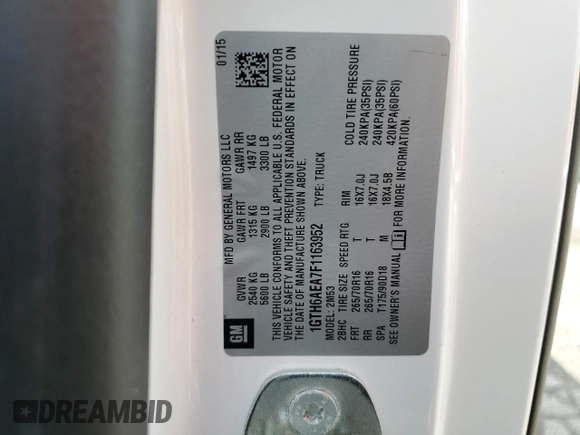 MFD BY GENERAL MOTORS LLC 01/15
GVWR GAWR FRT GAWR RR
2540 KG 1315 KG 1497 KG
5600 LB 2900 LB 3300 LB
THIS VEHICLE CONFORMS TO ALL APPLICABLE U.S. FEDERAL MOTOR
VEHICLE SAFETY AND THEFT PREVENTION STANDARDS IN EFFECT ON
THE DATE OF MANUFACTURE SHOWN ABOVE.
1GTH6AEA7F1163952 TYPE: TRUCK
GM
MODEL: 2M53
2BHC TIRE SIZE SPEED RTG RIM COLD TIRE PRESSURE
FRT 265/70R16 T 16X7.0J 240KPA(35PSI)
RR 265/70R16 T 16X7.0J 240KPA(35PSI)
SPA T175/90D18 M 18X4.5B 420KPA(60PSI)
SEE OWNER'S MANUAL FOR MORE INFORMATION.
DREAMBID